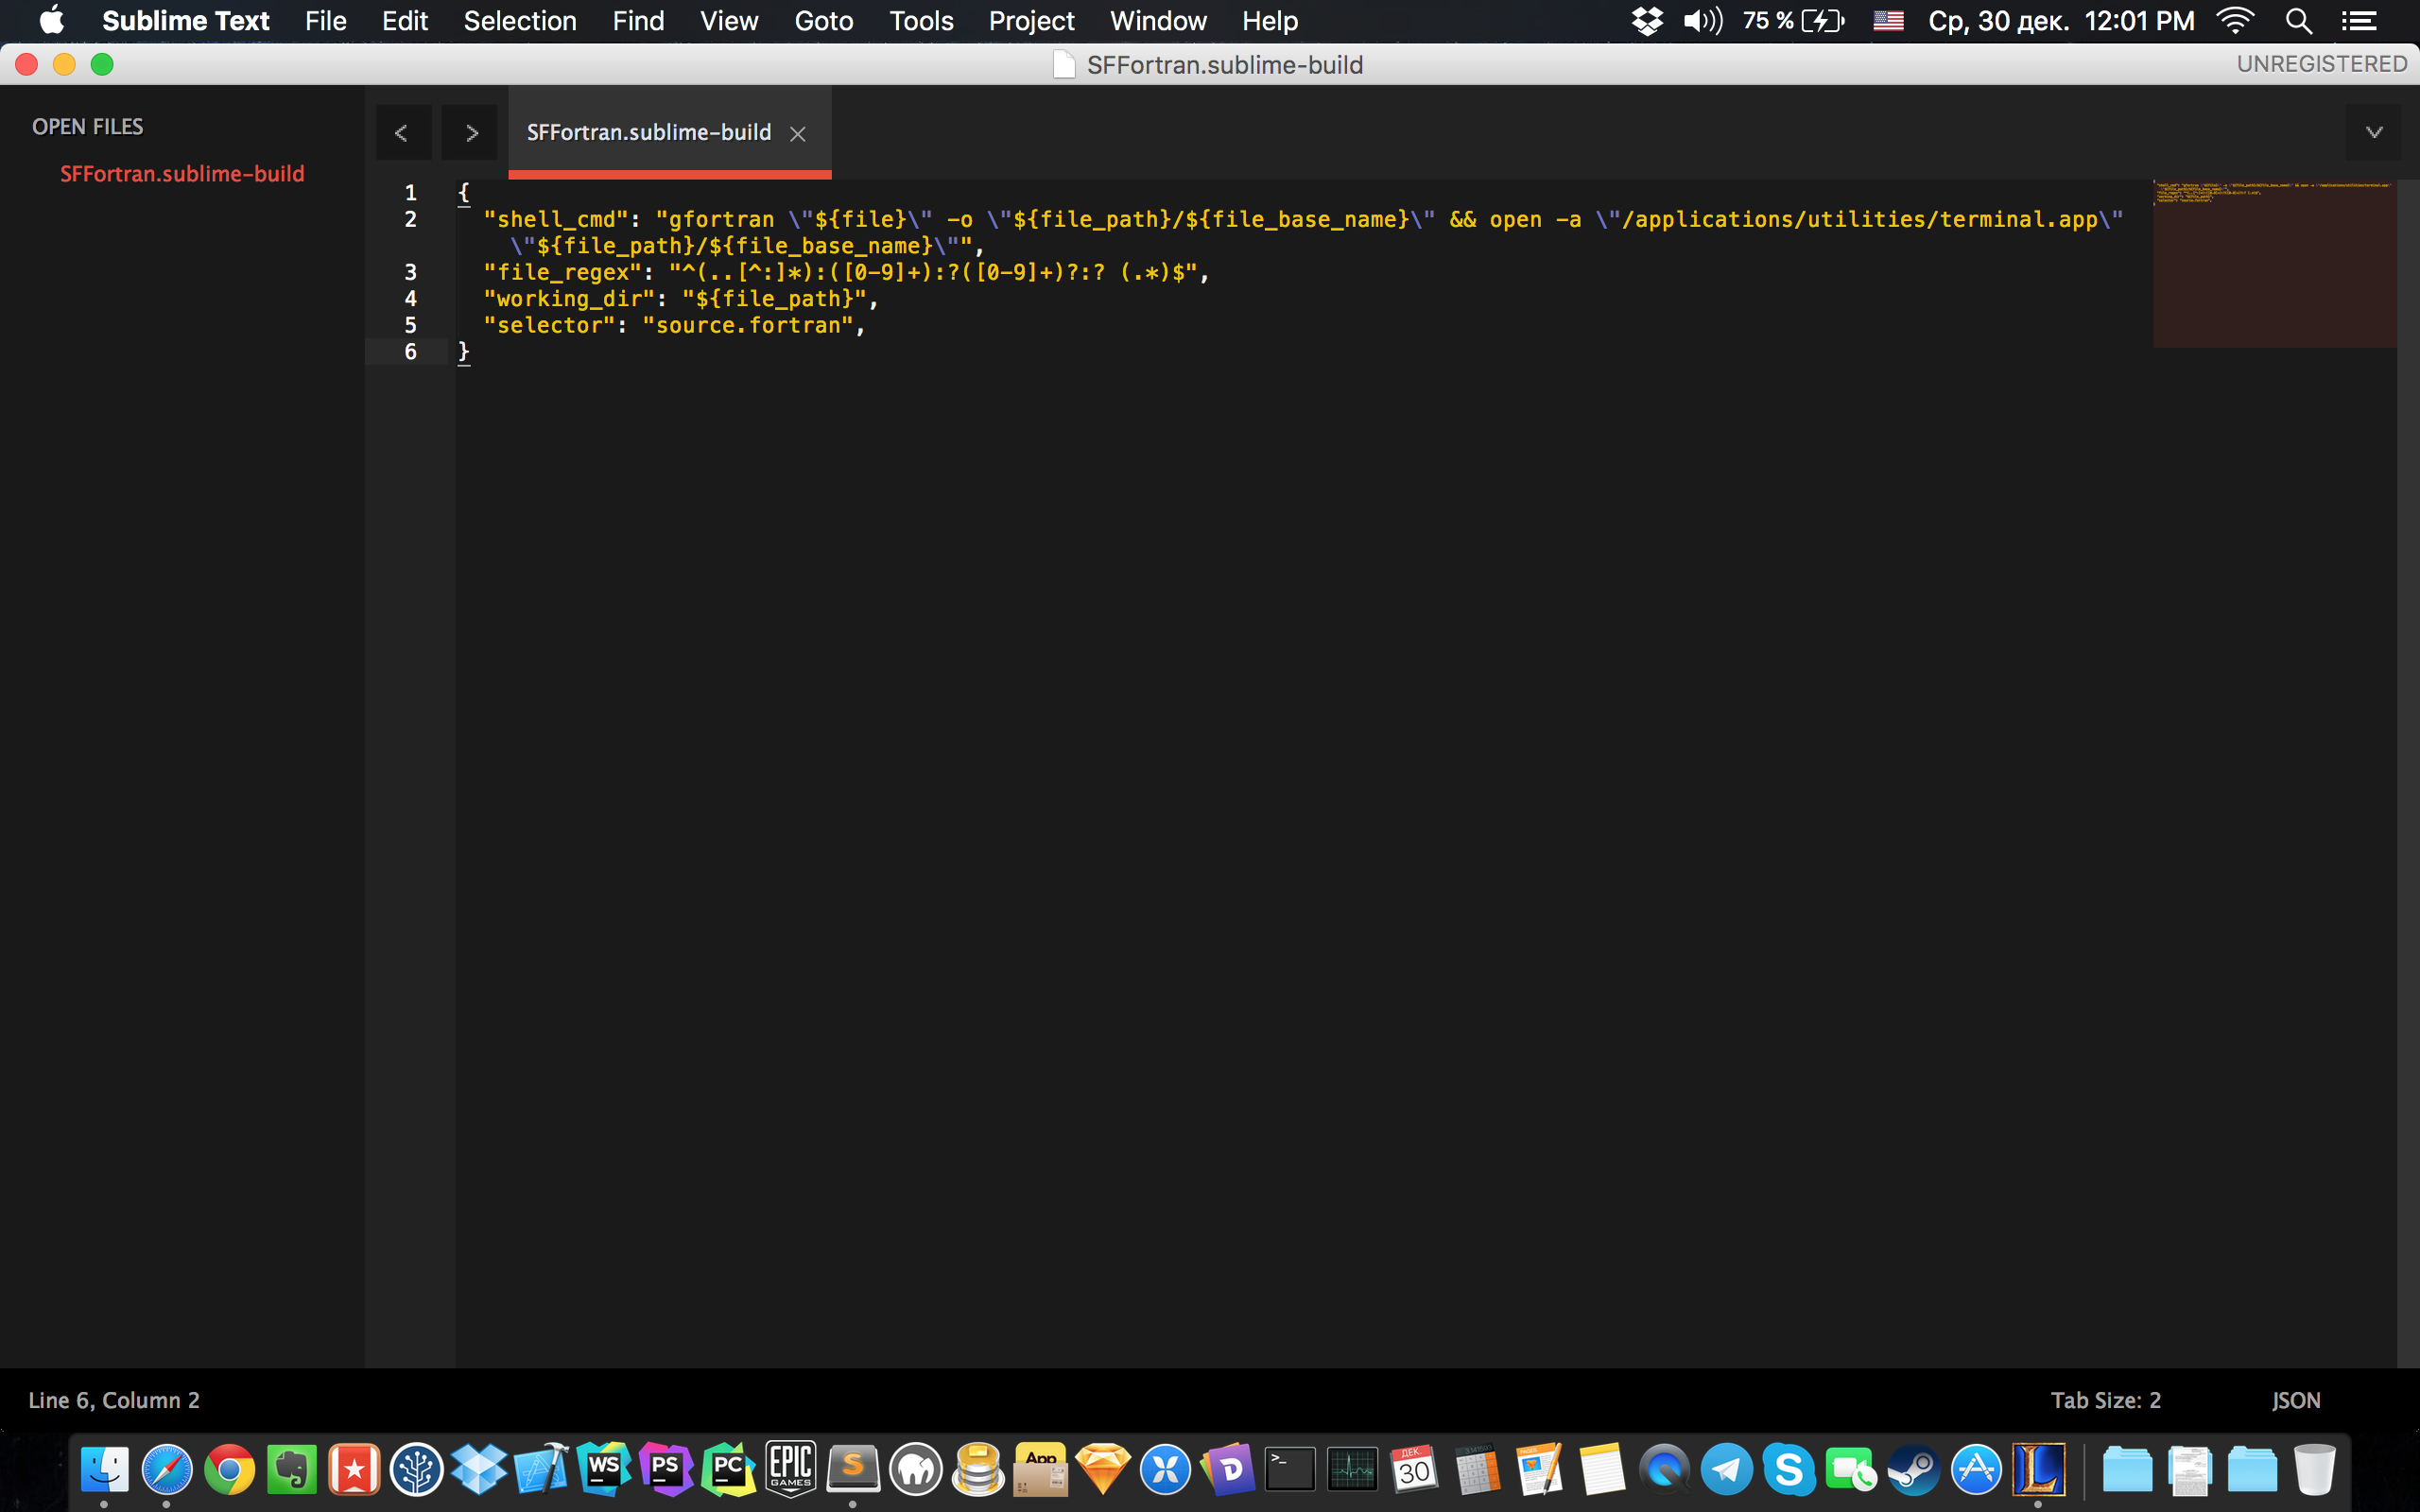 Sublime Text File Edit Selection Find View Goto Tools Project Window Help 75 % Ср, 30 дек. 12:01 PM
SFFortran.sublime-build UNREGISTERED
OPEN FILES
SFFortran.sublime-build
< > SFFortran.sublime-build ×
1 {
2 "shell_cmd": "gfortran \"${file}\" -o \"${file_path}/${file_base_name}\" && open -a \"/applications/utilities/terminal.app\"
\"${file_path}/${file_base_name}\"",
3 "file_regex": "^(..[^:]*):([0-9]+):?([0-9]+)?:? (.*)$",
4 "working_dir": "${file_path}",
5 "selector": "source.fortran",
6 }
Line 6, Column 2 Tab Size: 2 JSON
WS PS PC EPIC GAMES S App D >_ ДЕК. 30 S L